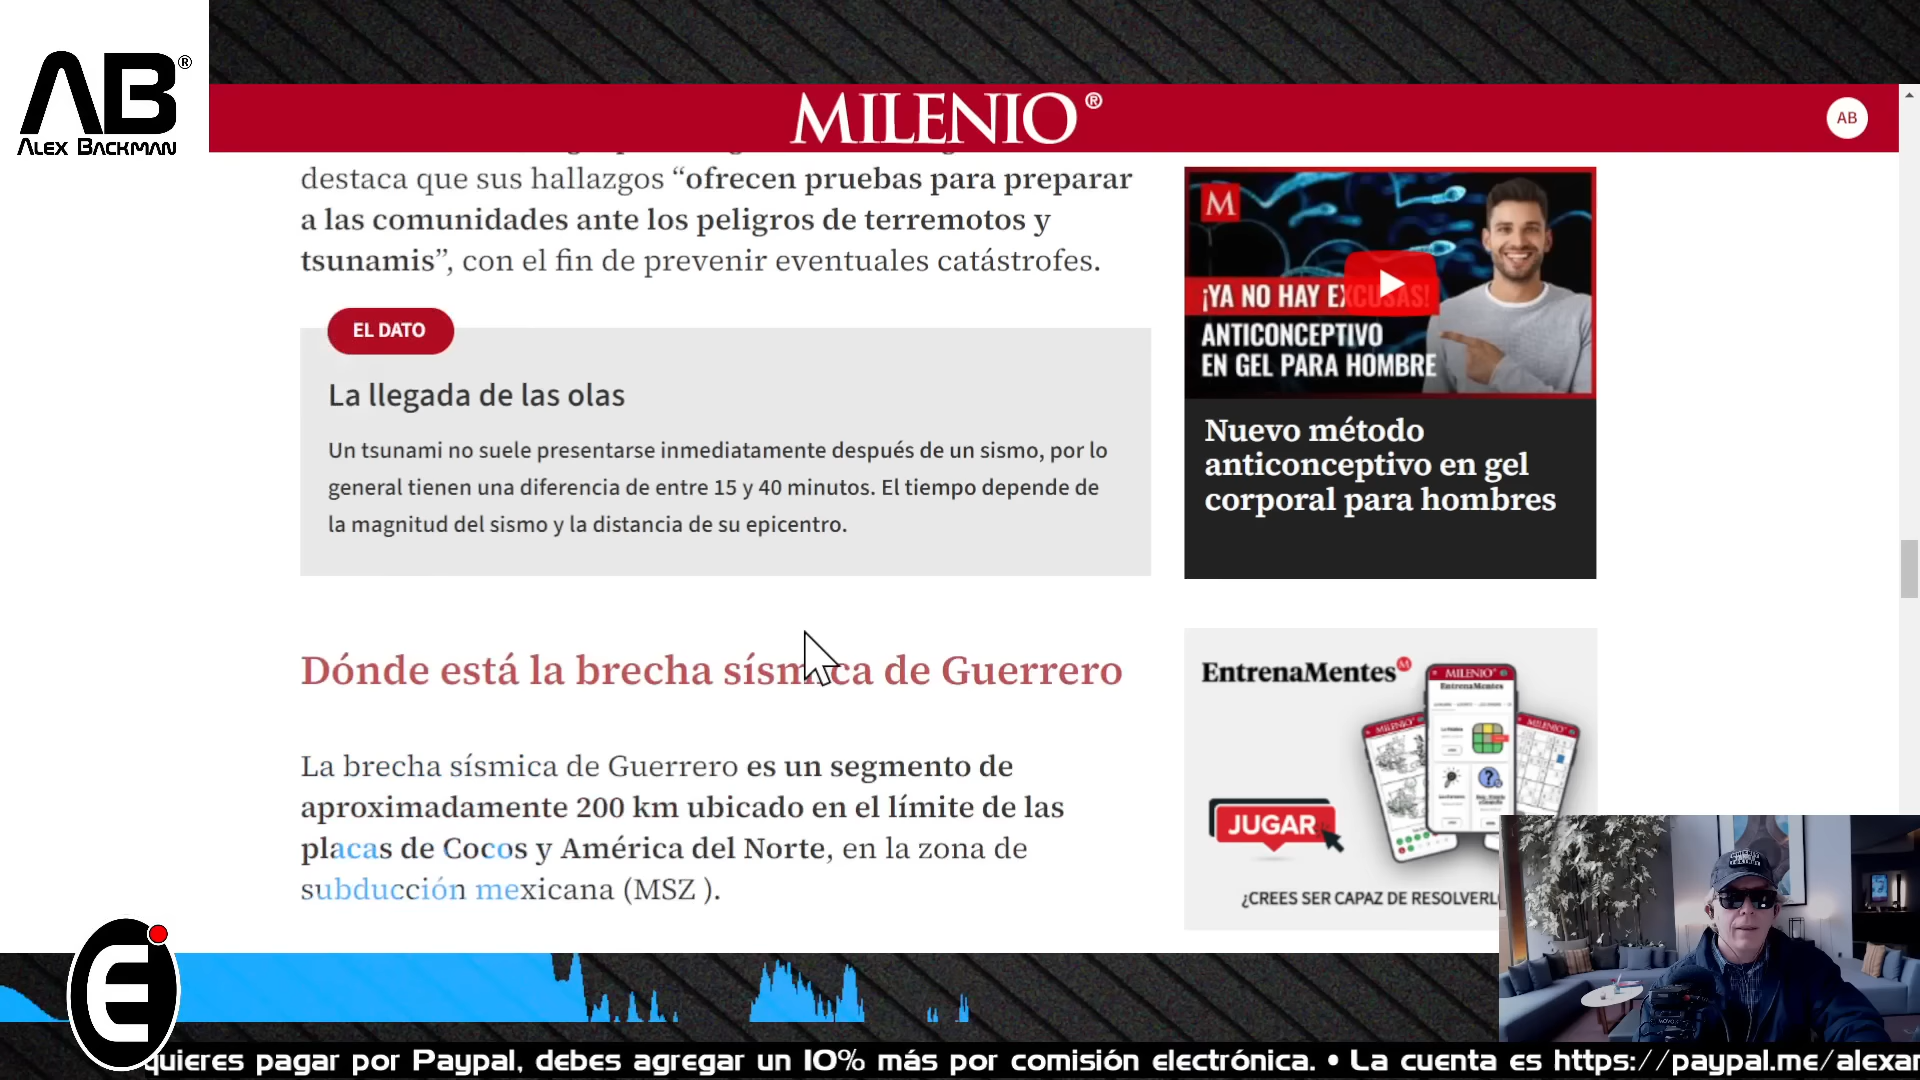 AB®
ALEX BACKMAN
MILENIO®
AB
destaca que sus hallazgos “ofrecen pruebas para preparar
a las comunidades ante los peligros de terremotos y
tsunamis”, con el fin de prevenir eventuales catástrofes.
EL DATO
La llegada de las olas
Un tsunami no suele presentarse inmediatamente después de un sismo, por lo
general tienen una diferencia de entre 15 y 40 minutos. El tiempo depende de
la magnitud del sismo y la distancia de su epicentro.
Dónde está la brecha sísmica de Guerrero
La brecha sísmica de Guerrero es un segmento de
aproximadamente 200 km ubicado en el límite de las
placas de Cocos y América del Norte, en la zona de
subducción mexicana (MSZ ).
M
¡YA NO HAY EXCUSAS!
ANTICONCEPTIVO
EN GEL PARA HOMBRE
Nuevo método
anticonceptivo en gel
corporal para hombres
EntrenaMentes M
MILENIO
EntrenaMentes
JUGAR
¿CREES SER CAPAZ DE RESOLVERL
E
quieres pagar por Paypal, debes agregar un 10% más por comisión electrónica. • La cuenta es https://paypal.me/alexan